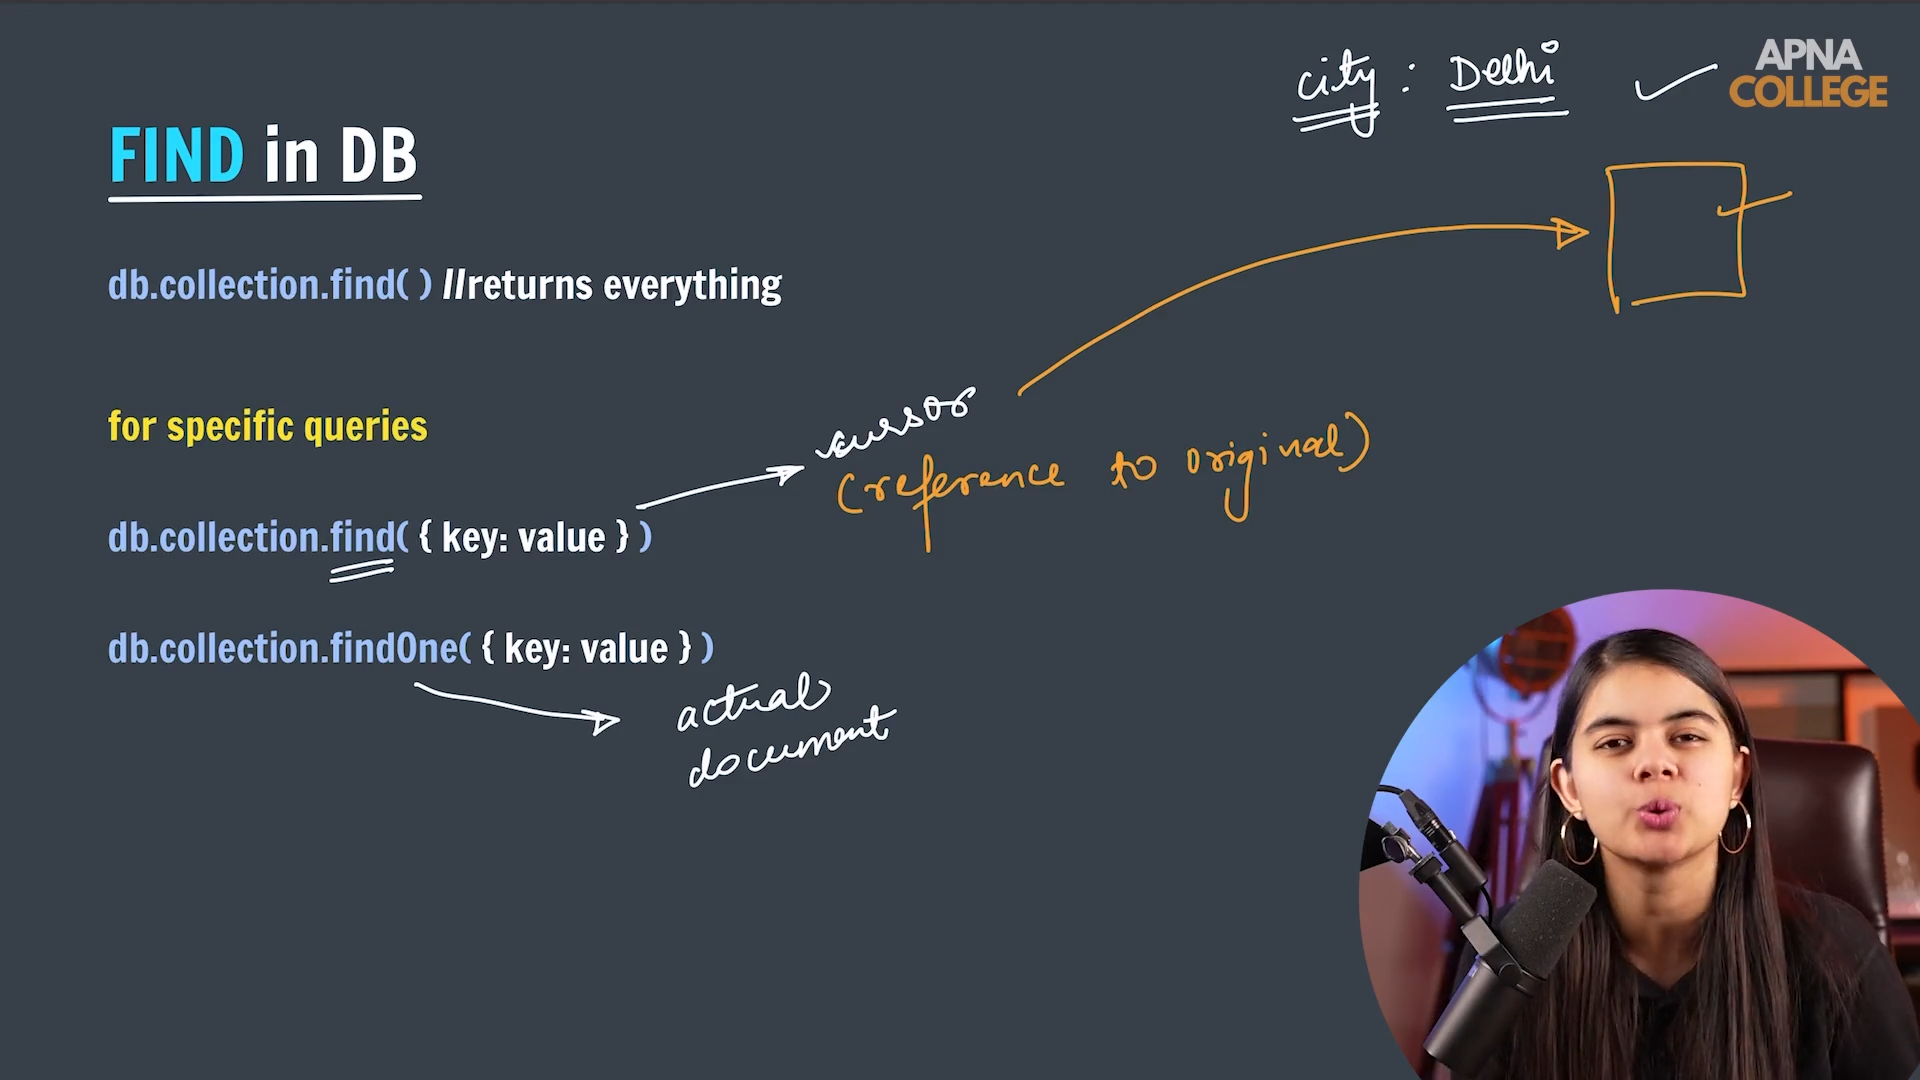 city : Delhi
APNA
COLLEGE
FIND in DB
db.collection.find( ) //returns everything
for specific queries
cursor
(reference to original)
db.collection.find( { key: value } )
db.collection.findOne( { key: value } )
actual
document